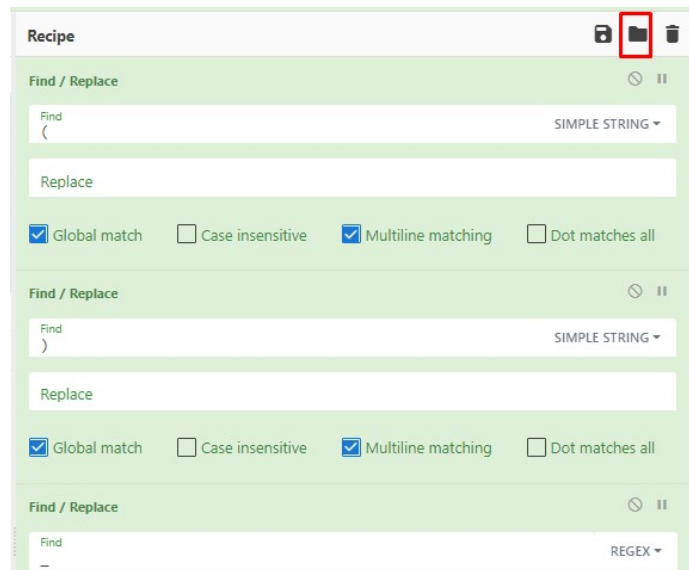 Recipe
Find / Replace
Find
( SIMPLE STRING
Replace
Global match Case insensitive Multiline matching Dot matches all
Find / Replace
Find
) SIMPLE STRING
Replace
Global match Case insensitive Multiline matching Dot matches all
Find / Replace
Find
REGEX